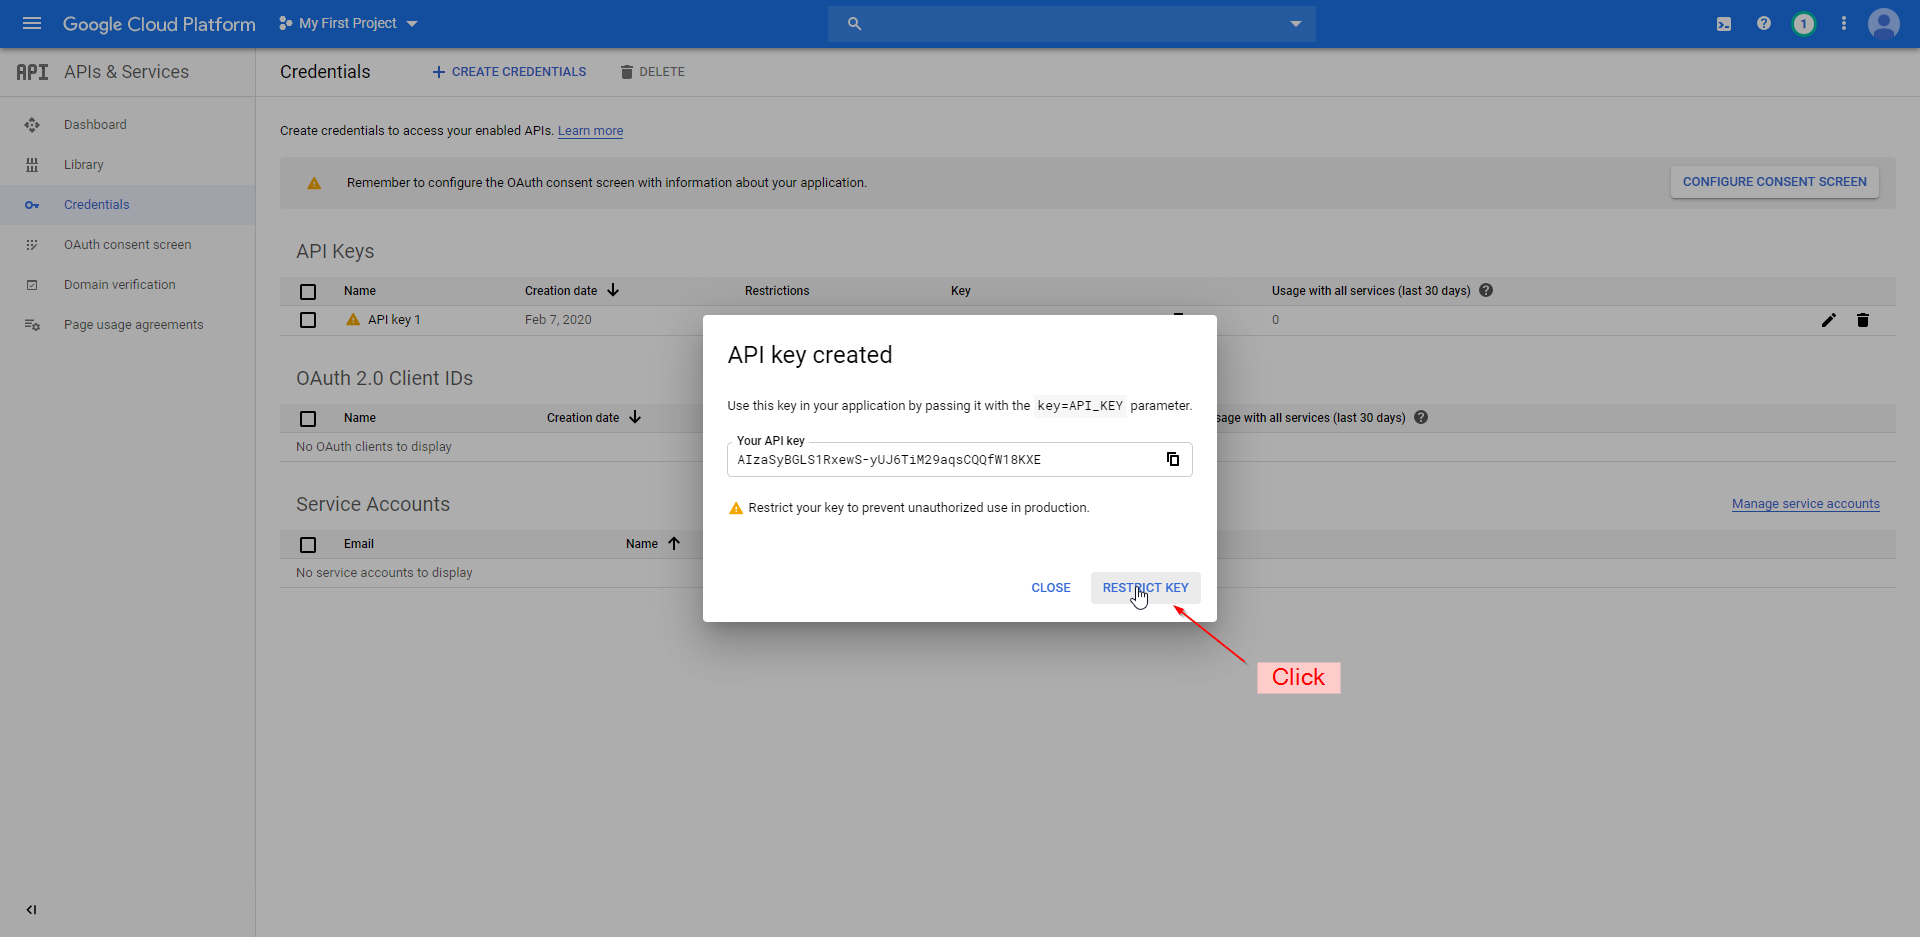 Google Cloud Platform
My First Project
1
API
APIs & Services
Credentials
CREATE CREDENTIALS
DELETE
Dashboard
Library
Credentials
OAuth consent screen
Domain verification
Page usage agreements
Create credentials to access your enabled APIs. Learn more
Remember to configure the OAuth consent screen with information about your application.
CONFIGURE CONSENT SCREEN
API Keys
Name Creation date Restrictions Key Usage with all services (last 30 days)
API key 1 Feb 7, 2020 0
OAuth 2.0 Client IDs
Name Creation date sage with all services (last 30 days)
No OAuth clients to display
Service Accounts
Manage service accounts
Email Name
No service accounts to display
API key created
Use this key in your application by passing it with the key=API_KEY parameter.
Your API key
AIzaSyBGLS1RxewS-yUJ6TiM29aqsCQQfW18KXE
Restrict your key to prevent unauthorized use in production.
CLOSE
RESTRICT KEY
Click